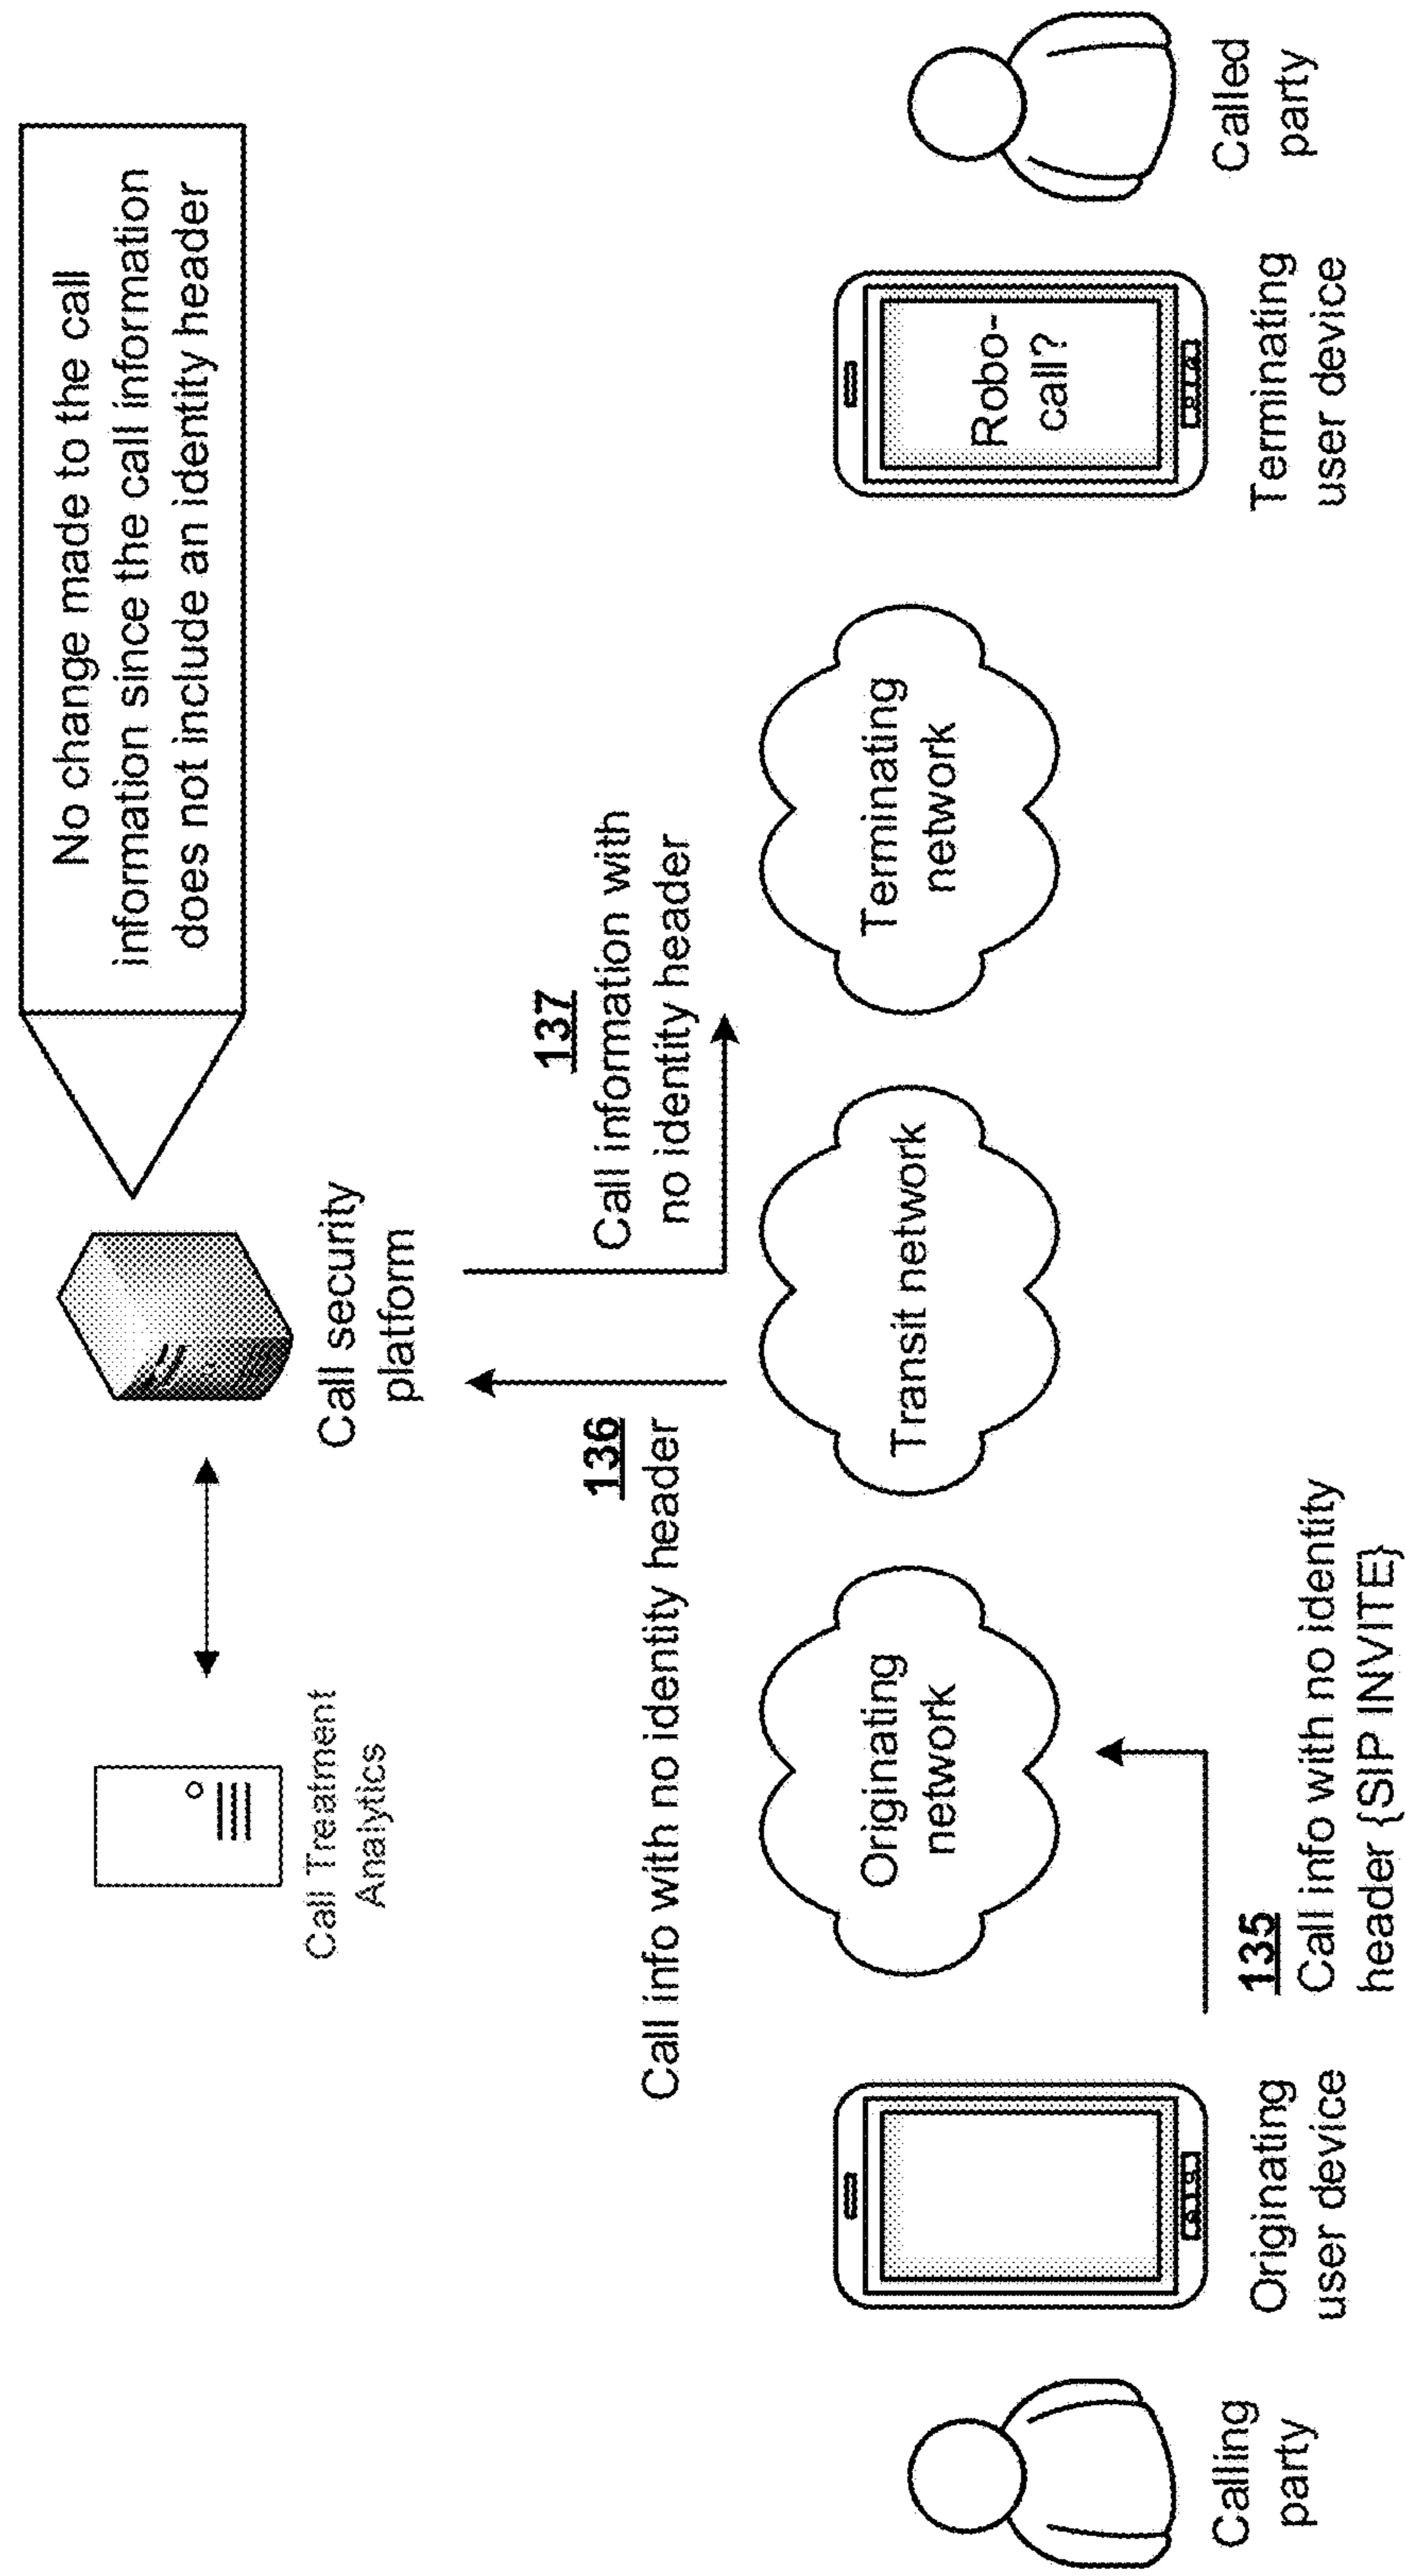 No change made to the call
information since the call information
does not include an identity header
Call Treatment
Analytics
Call security
platform
136
Call info with no identity header
137
Call information with
no identity header
Originating
network
Transit network
Terminating
network
Robo-
call?
Calling
party
Originating
user device
135
Call info with no identity
header {SIP INVITE}
Terminating
user device
Called
party